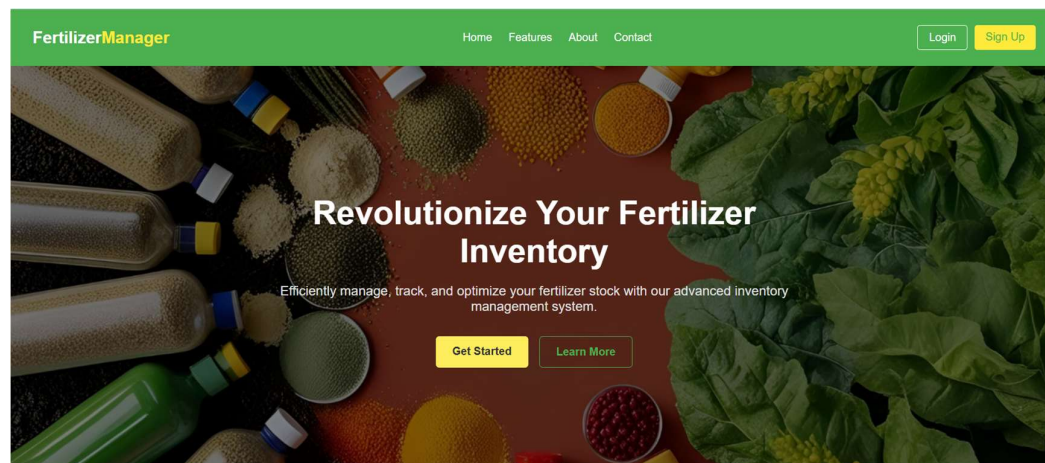 FertilizerManager
Home Features About Contact
Login Sign Up
Revolutionize Your Fertilizer
Inventory
Efficiently manage, track, and optimize your fertilizer stock with our advanced inventory
management system.
Get Started Learn More